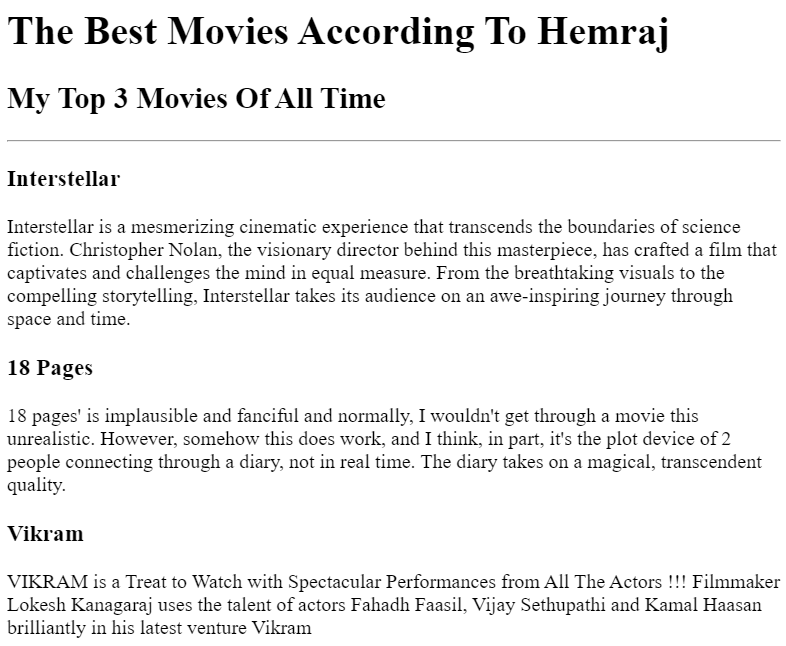 The Best Movies According To Hemraj
My Top 3 Movies Of All Time
Interstellar
Interstellar is a mesmerizing cinematic experience that transcends the boundaries of science
fiction. Christopher Nolan, the visionary director behind this masterpiece, has crafted a film that
captivates and challenges the mind in equal measure. From the breathtaking visuals to the
compelling storytelling, Interstellar takes its audience on an awe-inspiring journey through
space and time.
18 Pages
18 pages' is implausible and fanciful and normally, I wouldn't get through a movie this
unrealistic. However, somehow this does work, and I think, in part, it's the plot device of 2
people connecting through a diary, not in real time. The diary takes on a magical, transcendent
quality.
Vikram
VIKRAM is a Treat to Watch with Spectacular Performances from All The Actors !!! Filmmaker
Lokesh Kanagaraj uses the talent of actors Fahadh Faasil, Vijay Sethupathi and Kamal Haasan
brilliantly in his latest venture Vikram